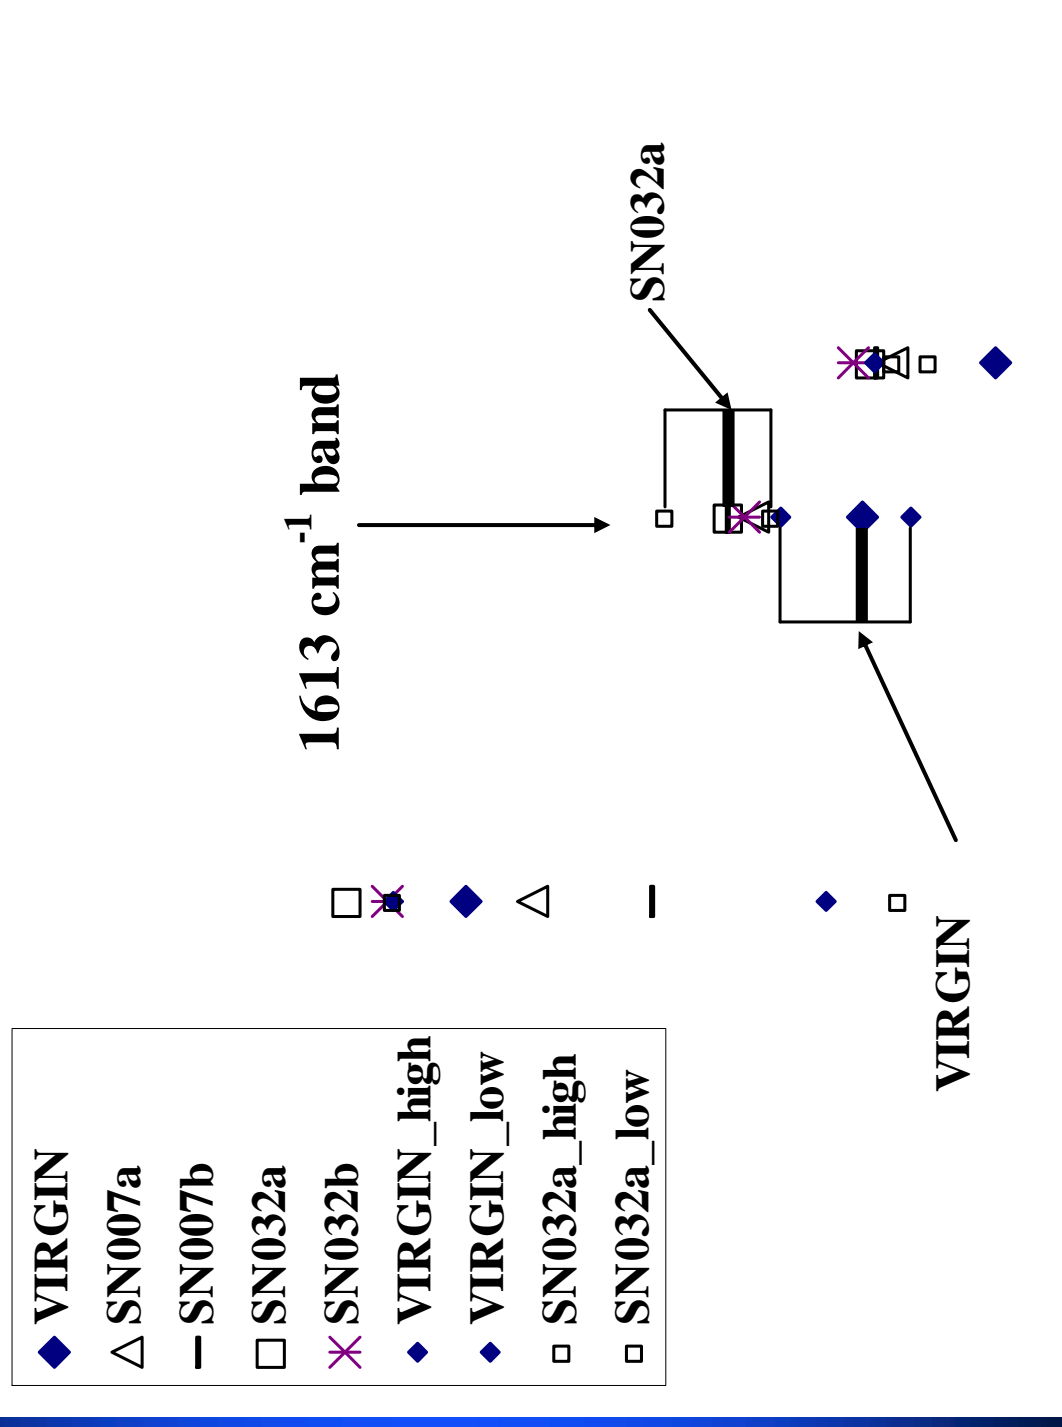 1613 cm⁻¹ band
SN032a
VIRGIN
VIRGIN
SN007a
SN007b
SN032a
SN032b
VIRGIN_high
VIRGIN_low
SN032a_high
SN032a_low